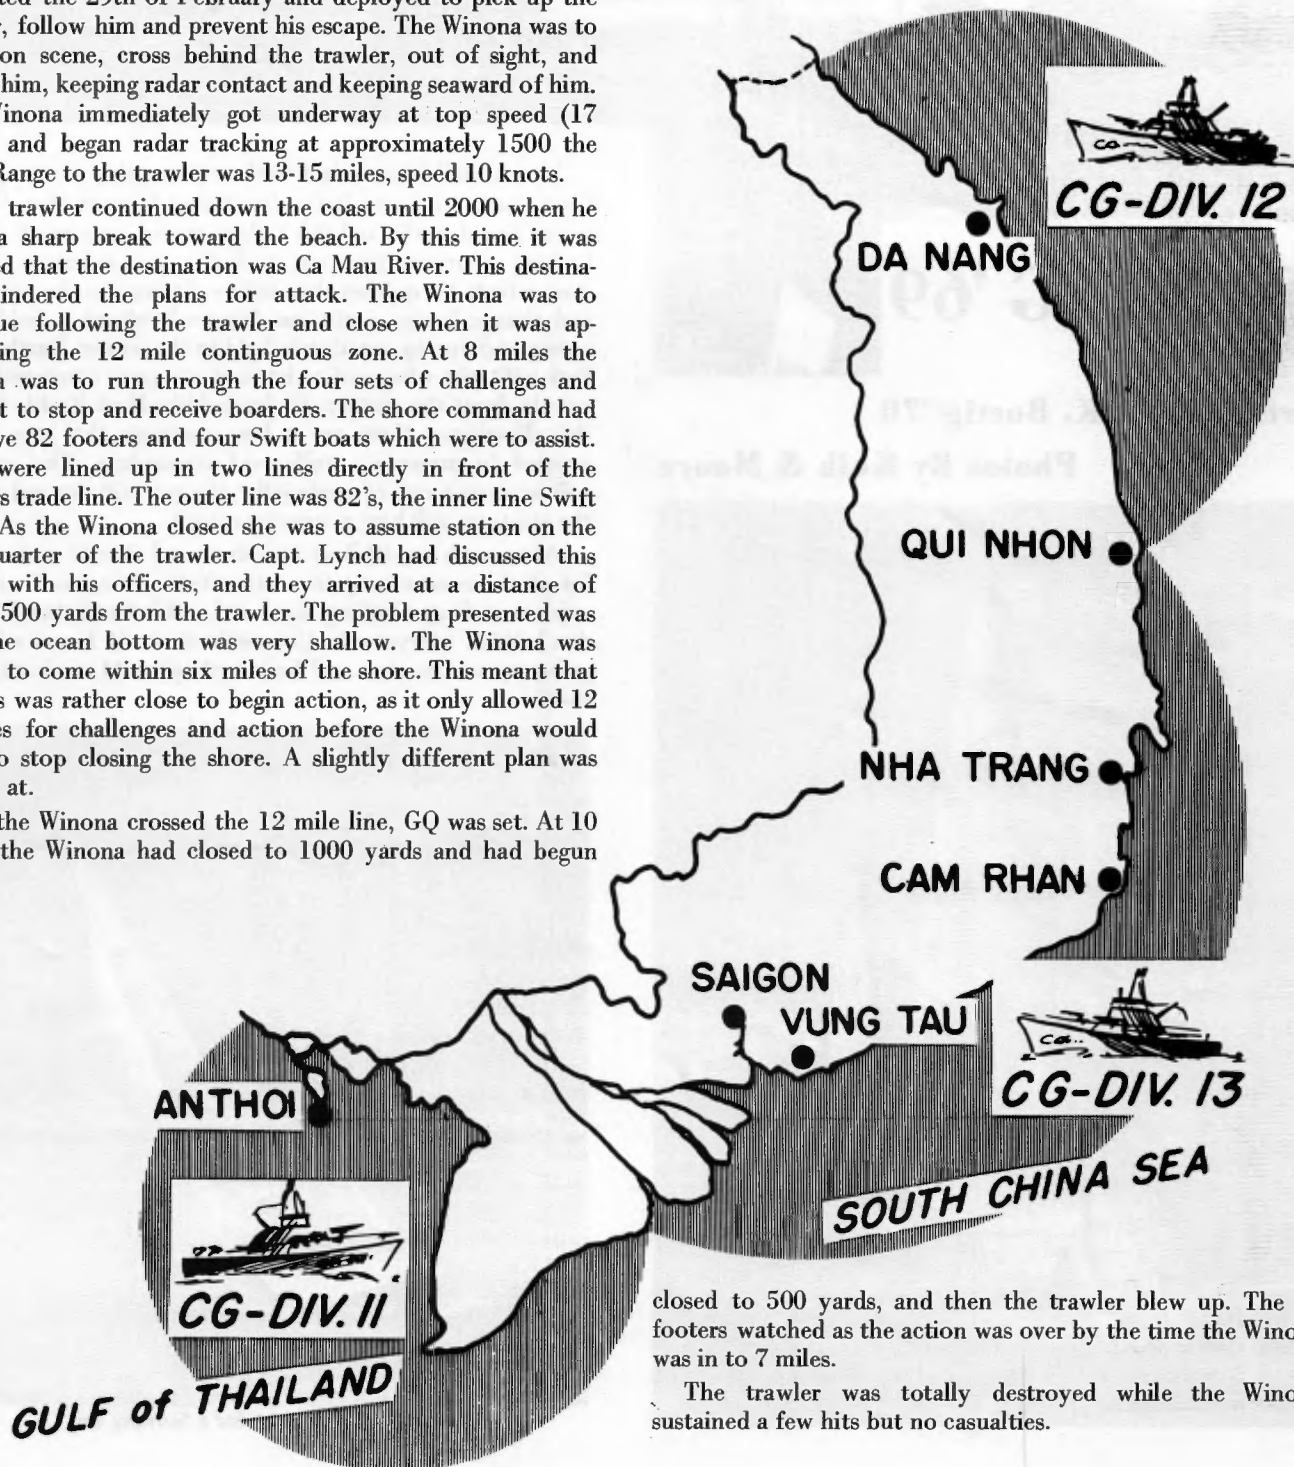 ted the 29th of February and deployed to pick up the
, follow him and prevent his escape. The Winona was to
on scene, cross behind the trawler, out of sight, and
him, keeping radar contact and keeping seaward of him.
inona immediately got underway at top speed (17
and began radar tracking at approximately 1500 the
Range to the trawler was 13-15 miles, speed 10 knots.
trawler continued down the coast until 2000 when he
a sharp break toward the beach. By this time it was
d that the destination was Ca Mau River. This destina-
indered the plans for attack. The Winona was to
ue following the trawler and close when it was ap-
ing the 12 mile continguous zone. At 8 miles the
a was to run through the four sets of challenges and
t to stop and receive boarders. The shore command had
ve 82 footers and four Swift boats which were to assist.
were lined up in two lines directly in front of the
s trade line. The outer line was 82's, the inner line Swift
As the Winona closed she was to assume station on the
uarter of the trawler. Capt. Lynch had discussed this
with his officers, and they arrived at a distance of
500 yards from the trawler. The problem presented was
he ocean bottom was very shallow. The Winona was
to come within six miles of the shore. This meant that
s was rather close to begin action, as it only allowed 12
es for challenges and action before the Winona would
o stop closing the shore. A slightly different plan was
at.
the Winona crossed the 12 mile line, GQ was set. At 10
the Winona had closed to 1000 yards and had begun
CG-DIV. 12
DA NANG
QUI NHON
NHA TRANG
CAM RHAN
SAIGON
VUNG TAU
CG-DIV. 13
ANTHOI
SOUTH CHINA SEA
CG-DIV. 11
GULF of THAILAND
closed to 500 yards, and then the trawler blew up. The
footers watched as the action was over by the time the Wino
was in to 7 miles.
The trawler was totally destroyed while the Wino
sustained a few hits but no casualties.